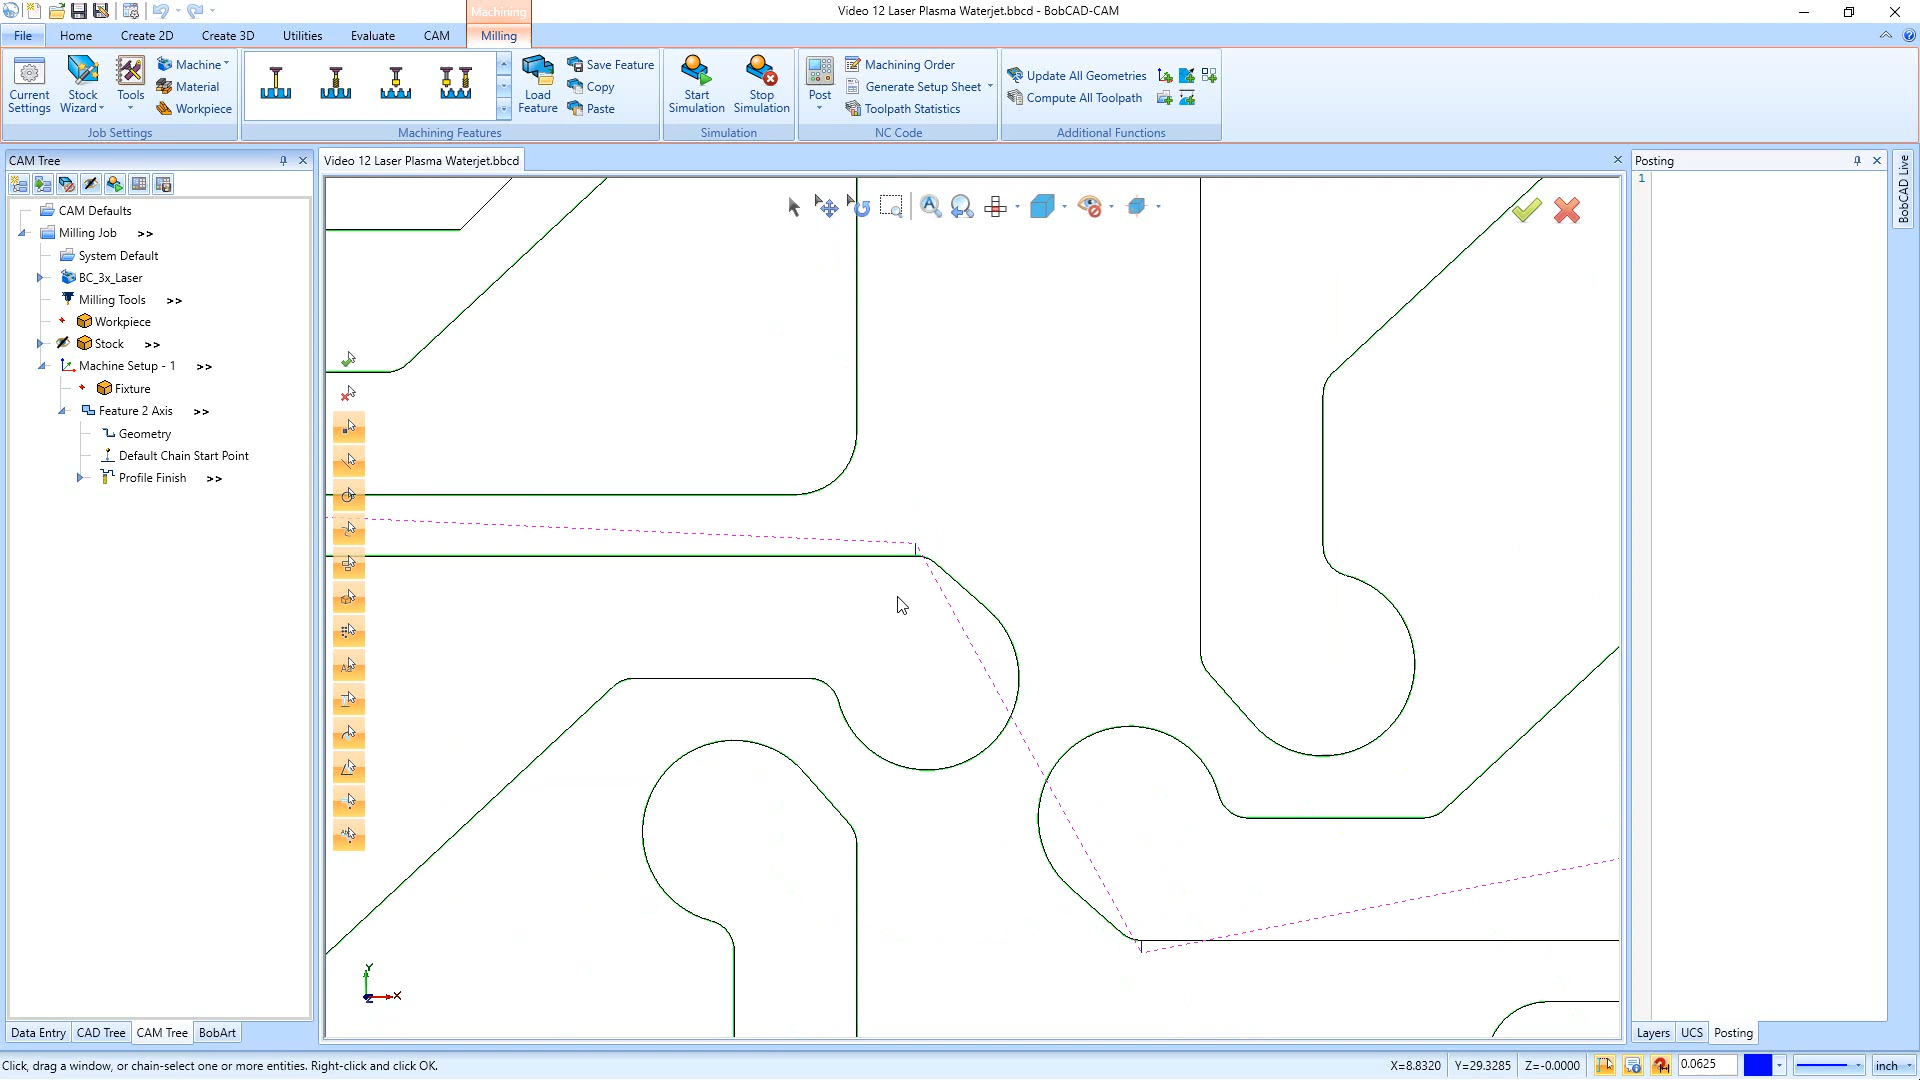 Machining
Video 12 Laser Plasma Waterjet.bbcd - BobCAD-CAM
File
Home
Create 2D
Create 3D
Utilities
Evaluate
CAM
Milling
Current Settings
Stock Wizard
Tools
Machine
Material
Workpiece
Job Settings
Load Feature
Save Feature
Copy
Paste
Machining Features
Start Simulation
Stop Simulation
Simulation
Post
Machining Order
Generate Setup Sheet
Toolpath Statistics
NC Code
Update All Geometries
Compute All Toolpath
Additional Functions
CAM Tree
CAM Defaults
Milling Job >>
System Default
BC_3x_Laser
Milling Tools >>
Workpiece
Stock >>
Machine Setup - 1 >>
Fixture
Feature 2 Axis >>
Geometry
Default Chain Start Point
Profile Finish >>
Data Entry
CAD Tree
CAM Tree
BobArt
Video 12 Laser Plasma Waterjet.bbcd
Y
X
Z
Posting
1
BobCAD Live
Layers
UCS
Posting
Click, drag a window, or chain-select one or more entities. Right-click and click OK.
X=8.8320
Y=29.3285
Z=-0.0000
0.0625
inch